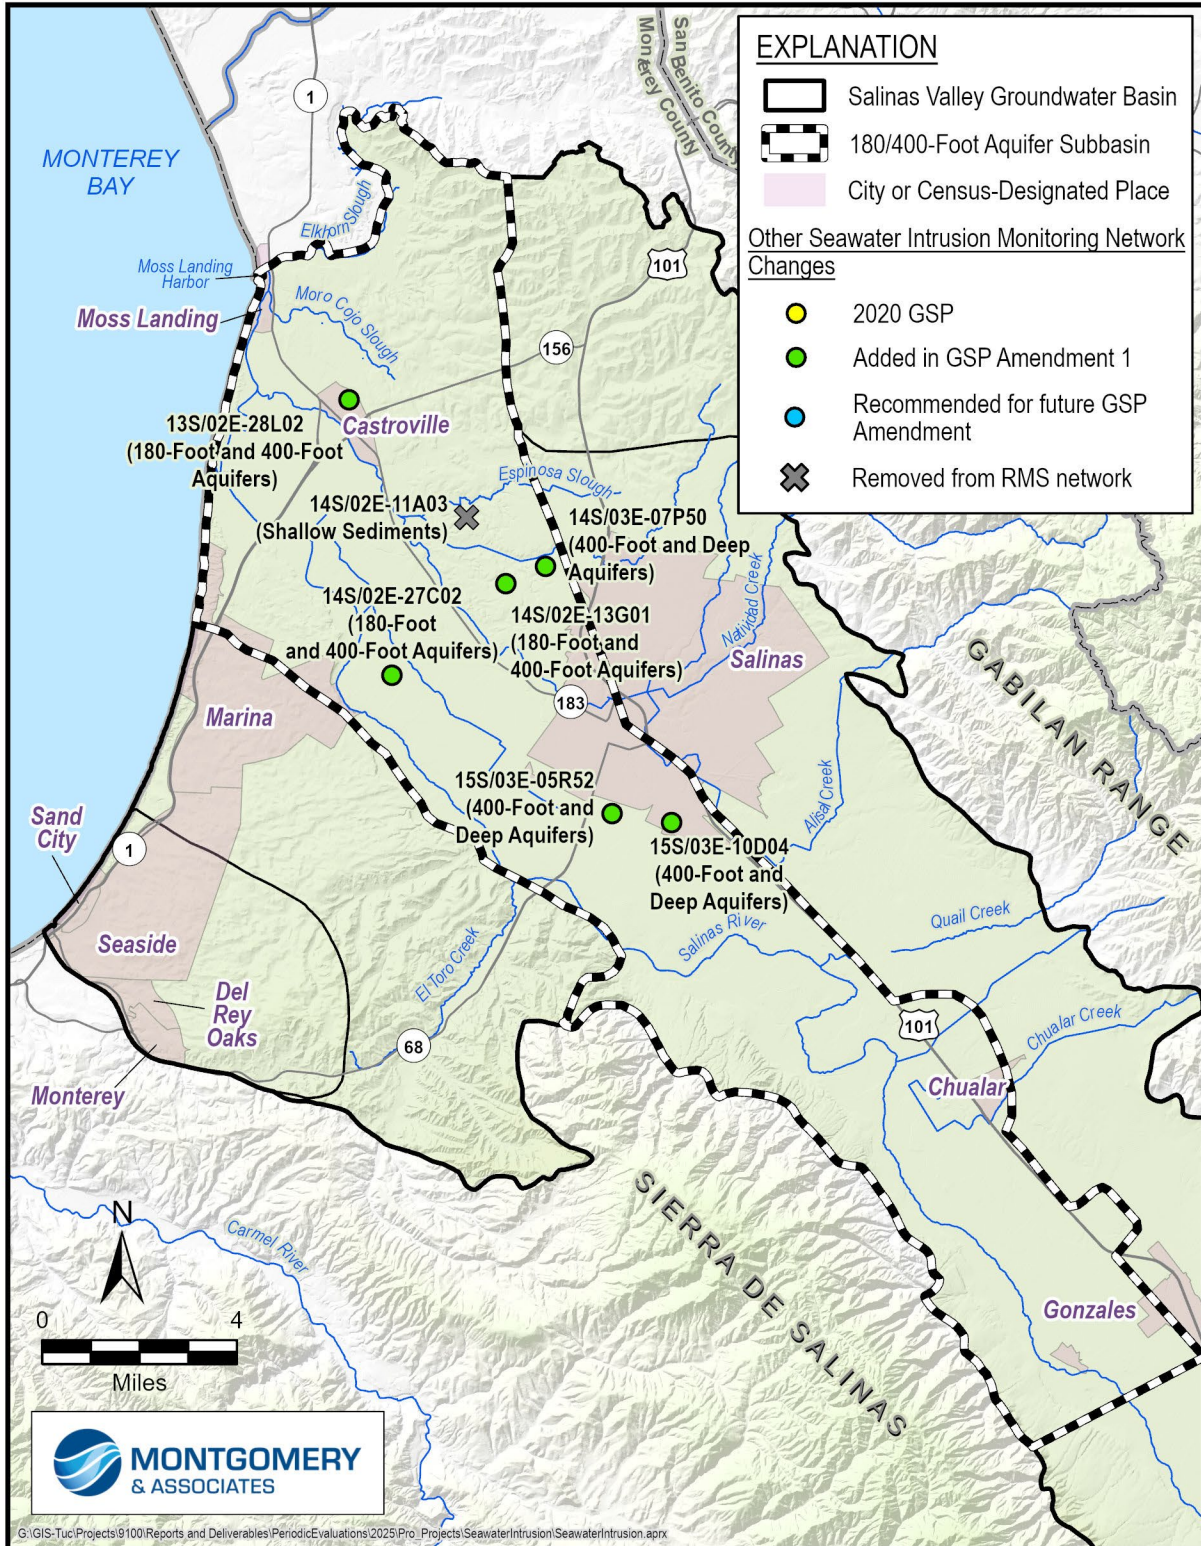 EXPLANATION
Salinas Valley Groundwater Basin
180/400-Foot Aquifer Subbasin
City or Census-Designated Place
Other Seawater Intrusion Monitoring Network
Changes
2020 GSP
Added in GSP Amendment 1
Recommended for future GSP
Amendment
Removed from RMS network
Monterey County
San Benito County
1
MONTEREY
BAY
Elkhorn Slough
101
Moss Landing
Harbor
Moro Cojo Slough
Moss Landing
156
13S/02E-28L02
(180-Foot and 400-Foot
Aquifers)
Castroville
Espinosa Slough
14S/02E-11A03
(Shallow Sediments)
14S/03E-07P50
(400-Foot and Deep
Aquifers)
14S/02E-27C02
(180-Foot
and 400-Foot Aquifers)
14S/02E-13G01
(180-Foot and
400-Foot Aquifers)
Natividad Creek
Salinas
GABILAN RANGE
183
Marina
15S/03E-05R52
(400-Foot and
Deep Aquifers)
Alisal Creek
Sand
City
1
15S/03E-10D04
(400-Foot and
Deep Aquifers)
Quail Creek
Salinas River
Seaside
El Toro Creek
Del
Rey
Oaks
101
Chualar Creek
68
Monterey
Chualar
SIERRA DE SALINAS
Carmel River
Gonzales
N
0 4
Miles
MONTGOMERY
& ASSOCIATES
G:\GIS-Tuc\Projects\9100\Reports and Deliverables\PeriodicEvaluations\2025\Pro_Projects\SeawaterIntrusion\SeawaterIntrusion.aprx